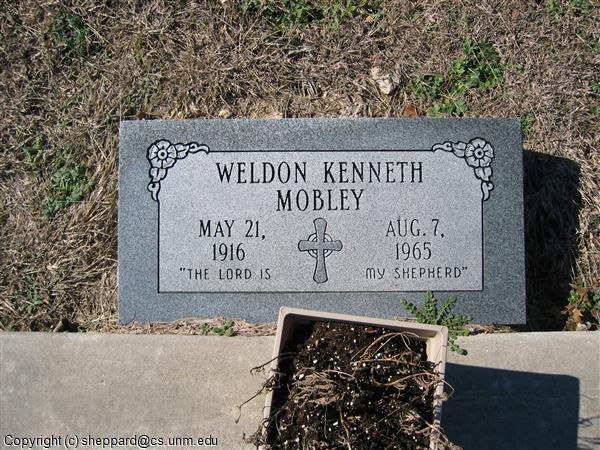 WELDON KENNETH
MOBLEY
MAY 21,
1916
AUG. 7,
1965
"THE LORD IS MY SHEPHERD"
Copyright (c) sheppard@cs.unm.edu